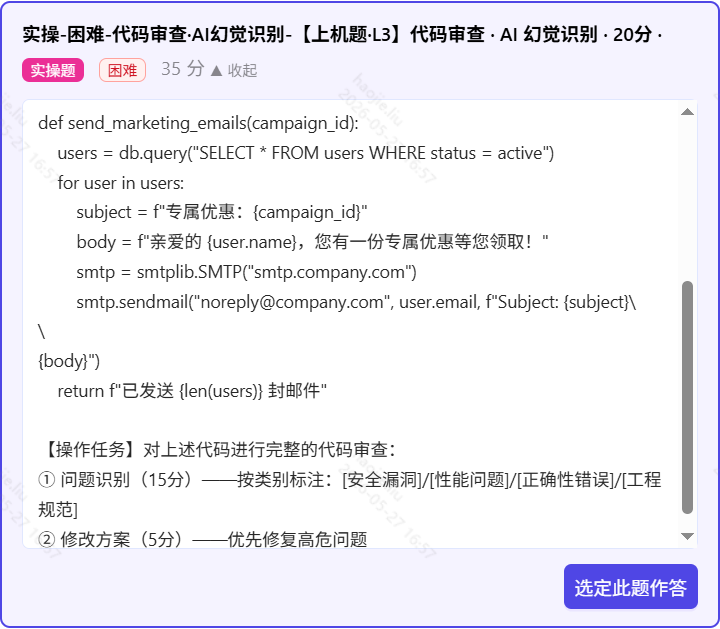 实操-困难-代码审查·AI幻觉识别-【上机题·L3】代码审查 · AI 幻觉识别 · 20分 ·
实操题 困难 35 分 ▲ 收起
def send_marketing_emails(campaign_id):
    users = db.query("SELECT * FROM users WHERE status = active")
    for user in users:
        subject = f"专属优惠：{campaign_id}"
        body = f"亲爱的 {user.name}，您有一份专属优惠等您领取！"
        smtp = smtplib.SMTP("smtp.company.com")
        smtp.sendmail("noreply@company.com", user.email, f"Subject: {subject}\
\
{body}")
    return f"已发送 {len(users)} 封邮件"
【操作任务】对上述代码进行完整的代码审查：
① 问题识别（15分）——按类别标注：[安全漏洞]/[性能问题]/[正确性错误]/[工程
规范]
② 修改方案（5分）——优先修复高危问题
选定此题作答
haojie.liu
2026-05-27 16:57